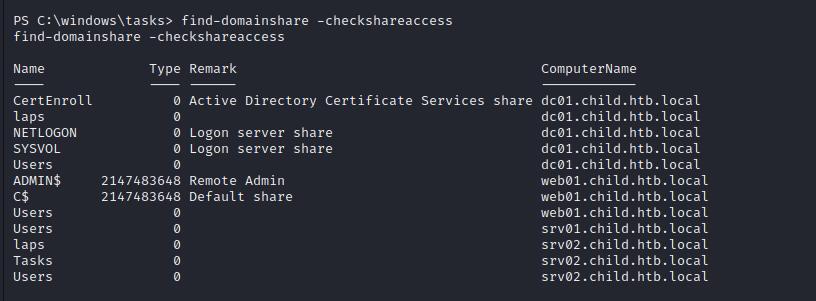 PS C:\windows\tasks> find-domainshare -checkshareaccess
find-domainshare -checkshareaccess
Name Type Remark ComputerName
---- ---- ------ ------------
CertEnroll 0 Active Directory Certificate Services share dc01.child.htb.local
laps 0 dc01.child.htb.local
NETLOGON 0 Logon server share dc01.child.htb.local
SYSVOL 0 Logon server share dc01.child.htb.local
Users 0 dc01.child.htb.local
ADMIN$ 2147483648 Remote Admin web01.child.htb.local
C$ 2147483648 Default share web01.child.htb.local
Users 0 web01.child.htb.local
Users 0 srv01.child.htb.local
laps 0 srv02.child.htb.local
Tasks 0 srv02.child.htb.local
Users 0 srv02.child.htb.local